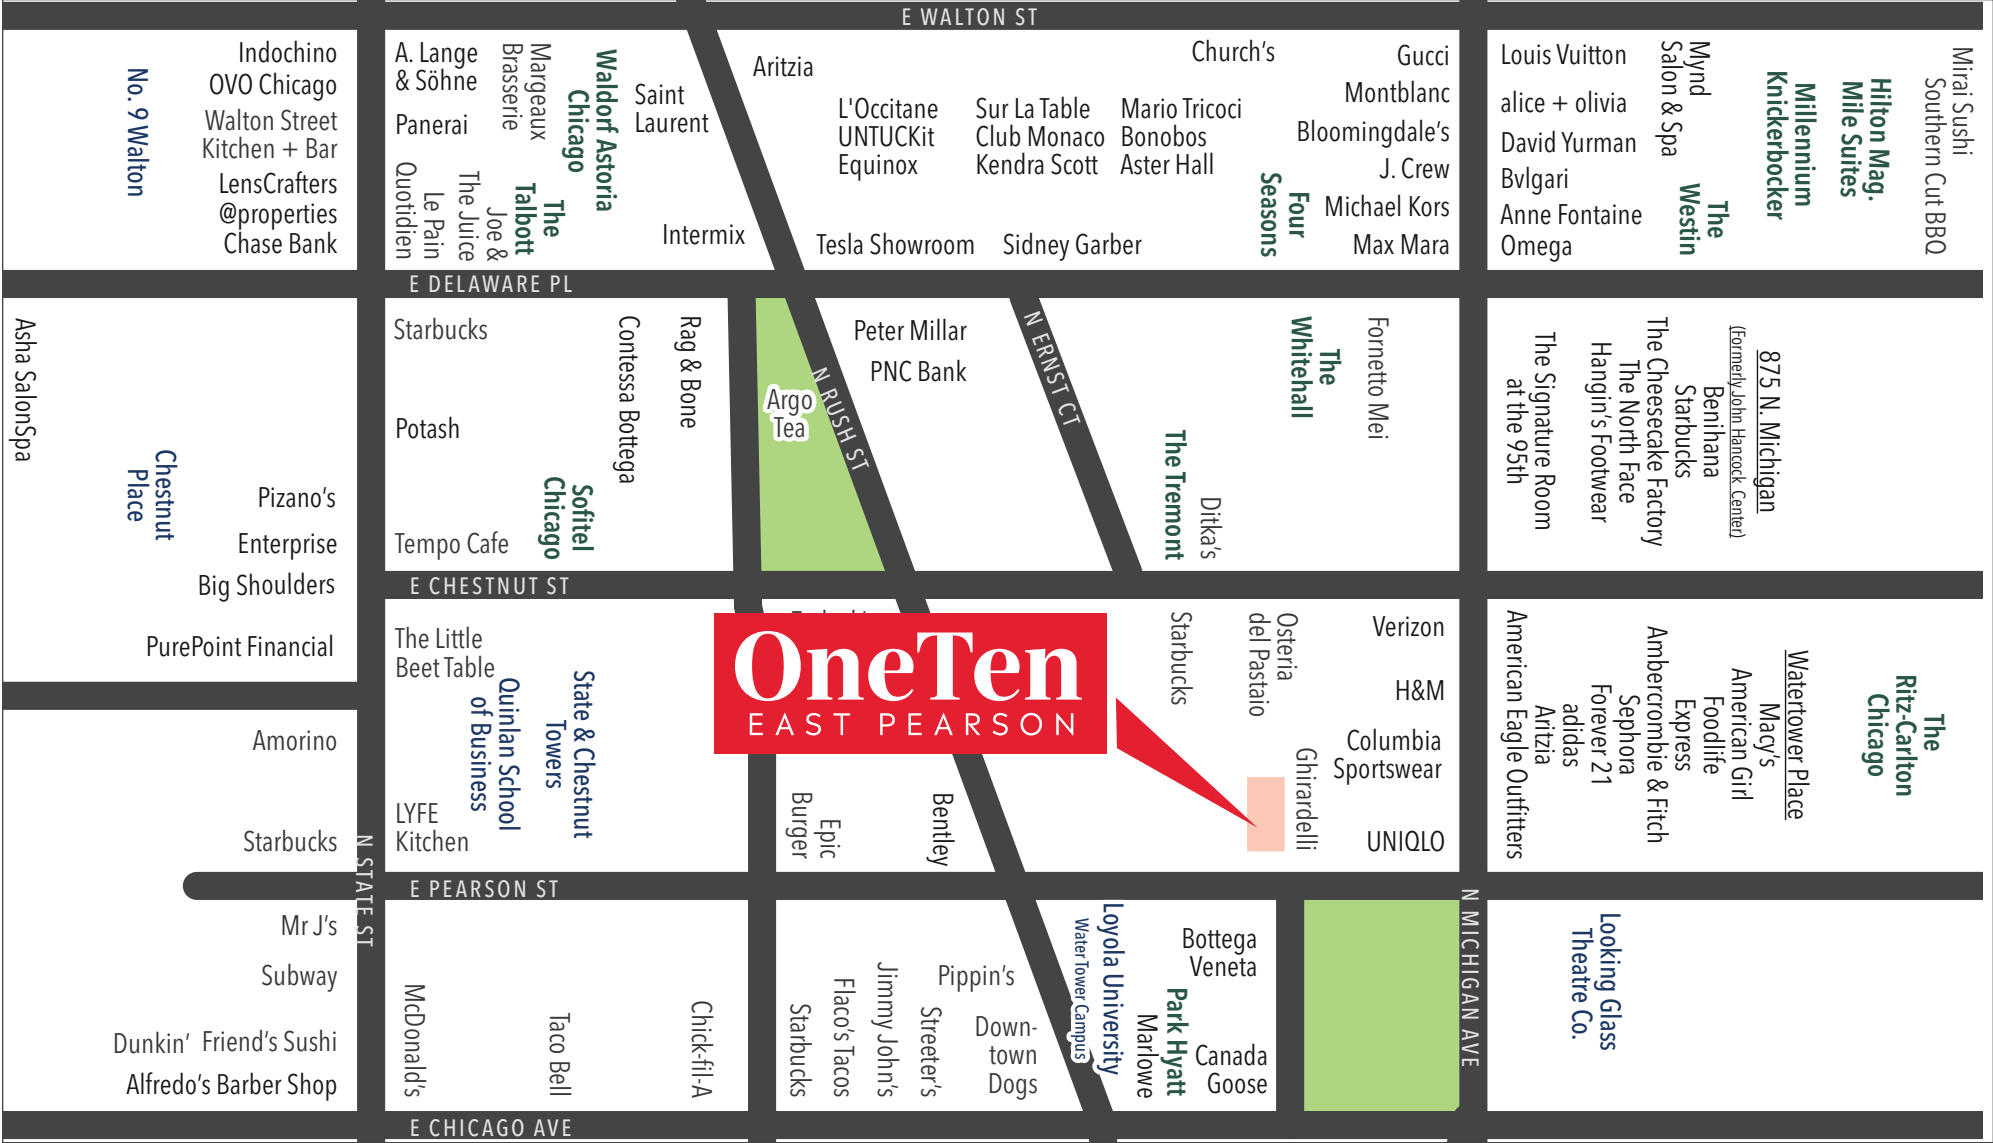 E WALTON ST
No. 9 Walton
Indochino
OVO Chicago
Walton Street
Kitchen + Bar
LensCrafters
@properties
Chase Bank
A. Lange
& Söhne
Panerai
Margeaux
Brasserie
Waldorf Astoria
Chicago
Saint
Laurent
Le Pain
Quotidien
Joe &
The Juice
The
Talbott
Intermix
Aritzia
L'Occitane
UNTUCKit
Equinox
Sur La Table
Club Monaco
Kendra Scott
Church's
Mario Tricoci
Bonobos
Aster Hall
Tesla Showroom
Sidney Garber
Four
Seasons
Gucci
Montblanc
Bloomingdale's
J. Crew
Michael Kors
Max Mara
Louis Vuitton
alice + olivia
David Yurman
Bvlgari
Anne Fontaine
Omega
Mynd
Salon & Spa
The
Westin
Millennium
Knickerbocker
Hilton Mag.
Mile Suites
Mirai Sushi
Southern Cut BBQ
E DELAWARE PL
Asha SalonSpa
Chestnut
Place
Pizano's
Enterprise
Big Shoulders
PurePoint Financial
Starbucks
Potash
Tempo Cafe
Sofitel
Chicago
Contessa Bottega
Rag & Bone
Argo
Tea
N RUSH ST
Peter Millar
PNC Bank
N ERNST CT
The Tremont
Ditka's
The
Whitehall
Fornetto Mei
The Signature Room
at the 95th
875 N. Michigan
(Formerly John Hancock Center)
Benihana
Starbucks
The Cheesecake Factory
The North Face
Hangin's Footwear
E CHESTNUT ST
The Little
Beet Table
Quinlan School
of Business
State & Chestnut
Towers
LYFE
Kitchen
OneTen
EAST PEARSON
Epic
Burger
Bentley
Starbucks
Osteria
del Pastaio
Ghirardelli
Verizon
H&M
Columbia
Sportswear
UNIQLO
Watertower Place
Macy's
American Girl
Foodlife
Express
Ambercrombie & Fitch
Sephora
Forever 21
adidas
Aritzia
American Eagle Outfitters
The
Ritz-Carlton
Chicago
Amorino
Starbucks
N STATE ST
E PEARSON ST
Mr J's
Subway
Dunkin'
Friend's Sushi
Alfredo's Barber Shop
McDonald's
Taco Bell
Chick-fil-A
Starbucks
Flaco's Tacos
Jimmy John's
Streeter's
Pippin's
Down-
town
Dogs
Loyola University
Water Tower Campus
Marlowe
Park Hyatt
Bottega
Veneta
Canada
Goose
N MICHIGAN AVE
Looking Glass
Theatre Co.
E CHICAGO AVE